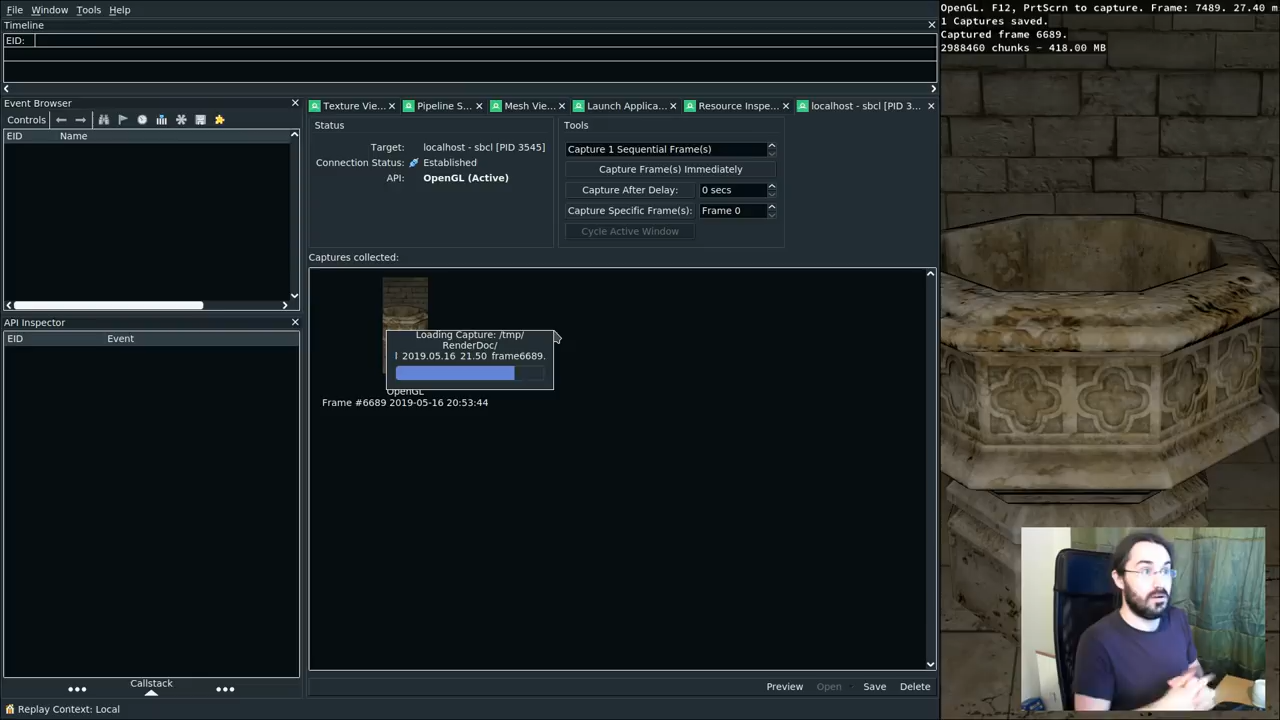 File Window Tools Help
OpenGL. F12, PrtScrn to capture. Frame: 7489. 27.40 m
1 Captures saved.
Captured frame 6689.
2988460 chunks - 418.00 MB
Timeline
EID:
Event Browser
Controls
EID Name
API Inspector
EID Event
Callstack
Texture Vie... Pipeline S... Mesh Vie... Launch Applica... Resource Inspe... localhost - sbcl [PID 3...
Status
Target: localhost - sbcl [PID 3545]
Connection Status: Established
API: OpenGL (Active)
Tools
Capture 1 Sequential Frame(s)
Capture Frame(s) Immediately
Capture After Delay: 0 secs
Capture Specific Frame(s): Frame 0
Cycle Active Window
Captures collected:
Loading Capture: /tmp/
RenderDoc/
l 2019.05.16 21.50 frame6689.
OpenGL
Frame #6689 2019-05-16 20:53:44
Preview Open Save Delete
Replay Context: Local